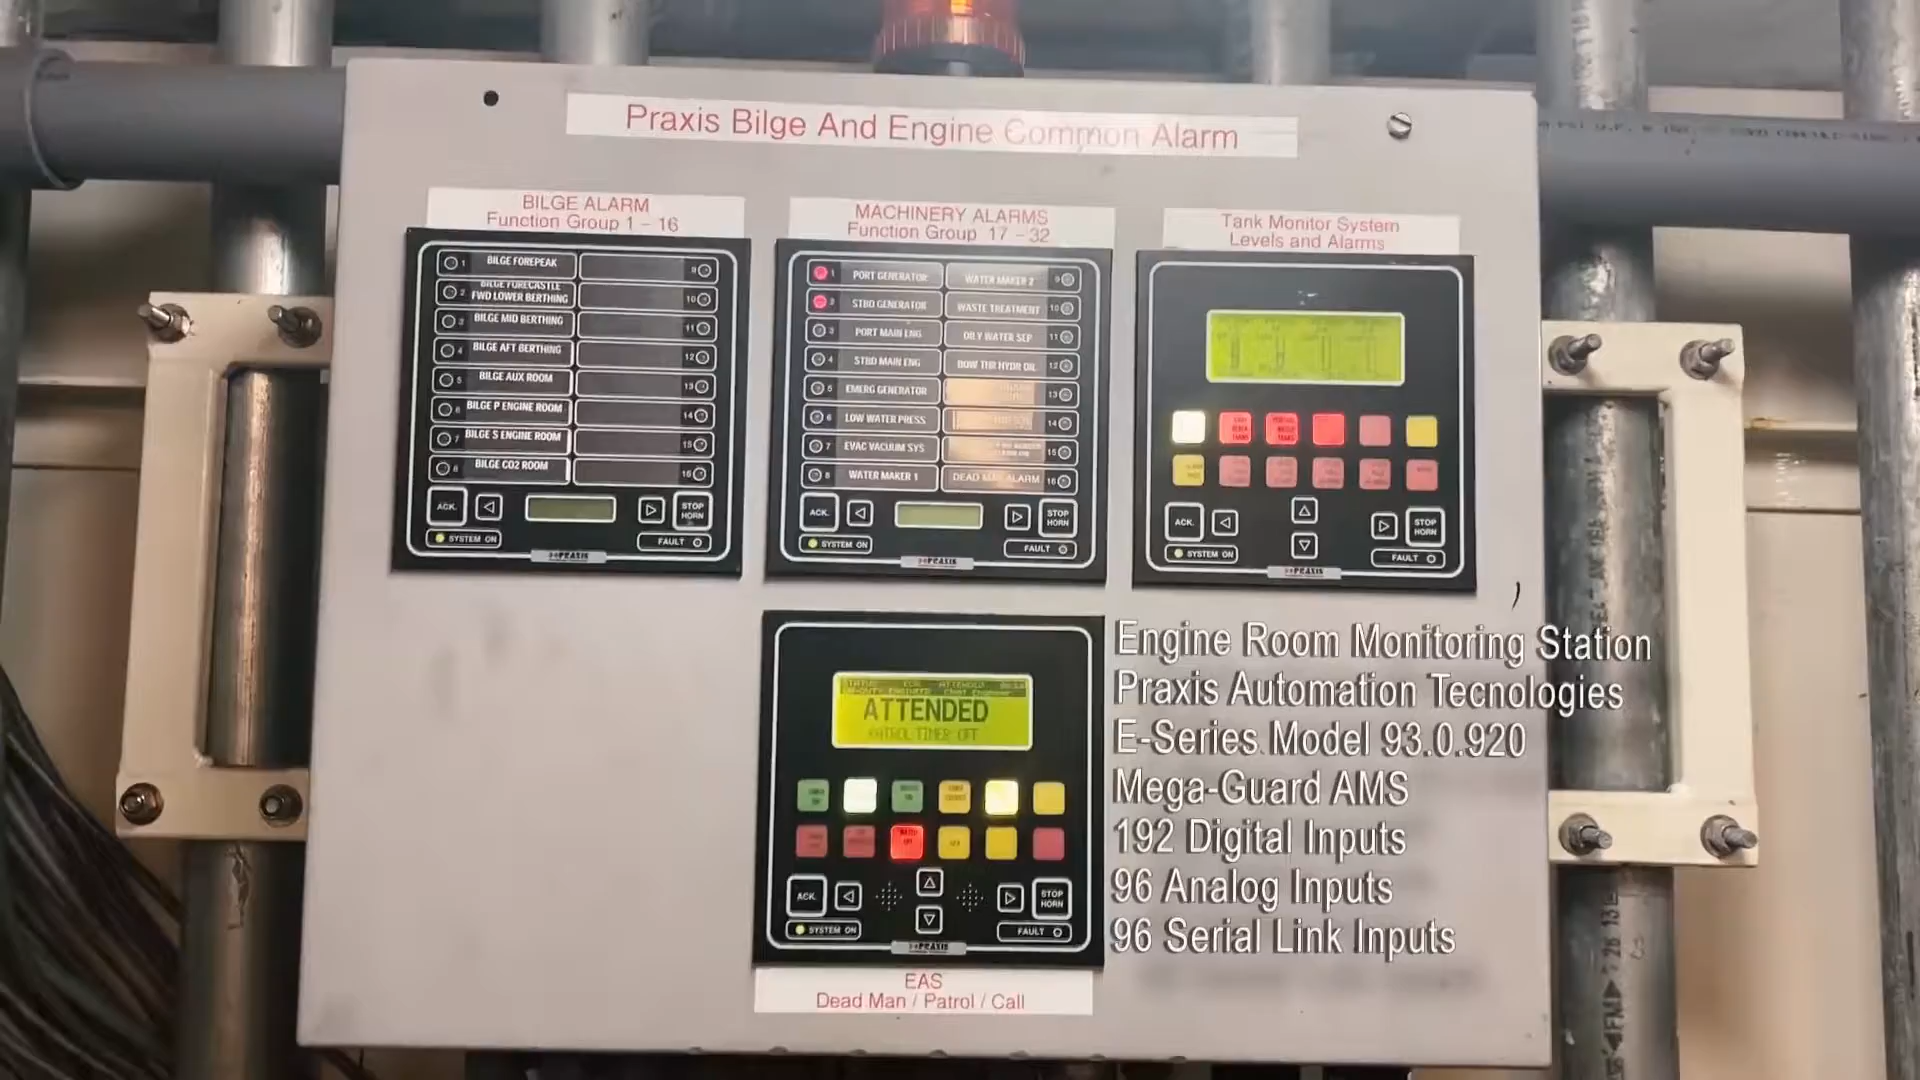 Praxis Bilge And Engine Common Alarm
BILGE ALARM
Function Group 1 - 16
1 BILGE FOREPEAK 9
2 BILGE FORECASTLE
FWD LOWER BERTHING 10
3 BILGE MID BERTHING 11
4 BILGE AFT BERTHING 12
5 BILGE AUX ROOM 13
6 BILGE P ENGINE ROOM 14
7 BILGE S ENGINE ROOM 15
8 BILGE CO2 ROOM 16
ACK. STOP HORN
SYSTEM ON FAULT
PRAXIS
MACHINERY ALARMS
Function Group 17 - 32
1 PORT GENERATOR WATER MAKER 2 9
2 STBD GENERATOR WASTE TREATMENT 10
3 PORT MAIN ENG OILY WATER SEP 11
4 STBD MAIN ENG BOW THR HYDR OIL 12
5 EMERG GENERATOR 13
6 LOW WATER PRESS 14
7 EVAC VACUUM SYS 15
8 WATER MAKER 1 DEAD MAN ALARM 16
ACK. STOP HORN
SYSTEM ON FAULT
PRAXIS
Tank Monitor System
Levels and Alarms
ACK. STOP HORN
SYSTEM ON FAULT
PRAXIS
ATTENDED
PATROL TIMER OFF
ACK. STOP HORN
SYSTEM ON FAULT
PRAXIS
EAS
Dead Man / Patrol / Call
Engine Room Monitoring Station
Praxis Automation Tecnologies
E-Series Model 93.0.920
Mega-Guard AMS
192 Digital Inputs
96 Analog Inputs
96 Serial Link Inputs